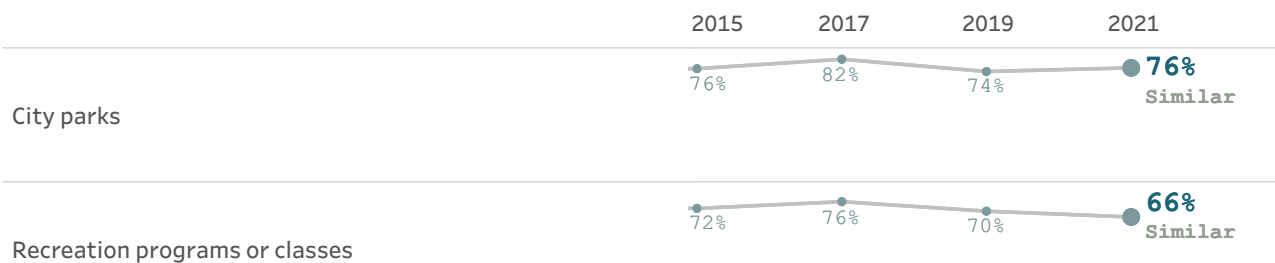 2015 2017 2019 2021
76% 82% 74% 76%
Similar
City parks
72% 76% 70% 66%
Similar
Recreation programs or classes